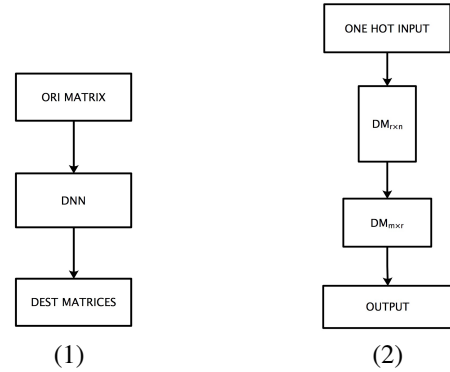 ORI MATRIX
DNN
DEST MATRICES
(1)
ONE HOT INPUT
DMr×n
DMm×r
OUTPUT
(2)